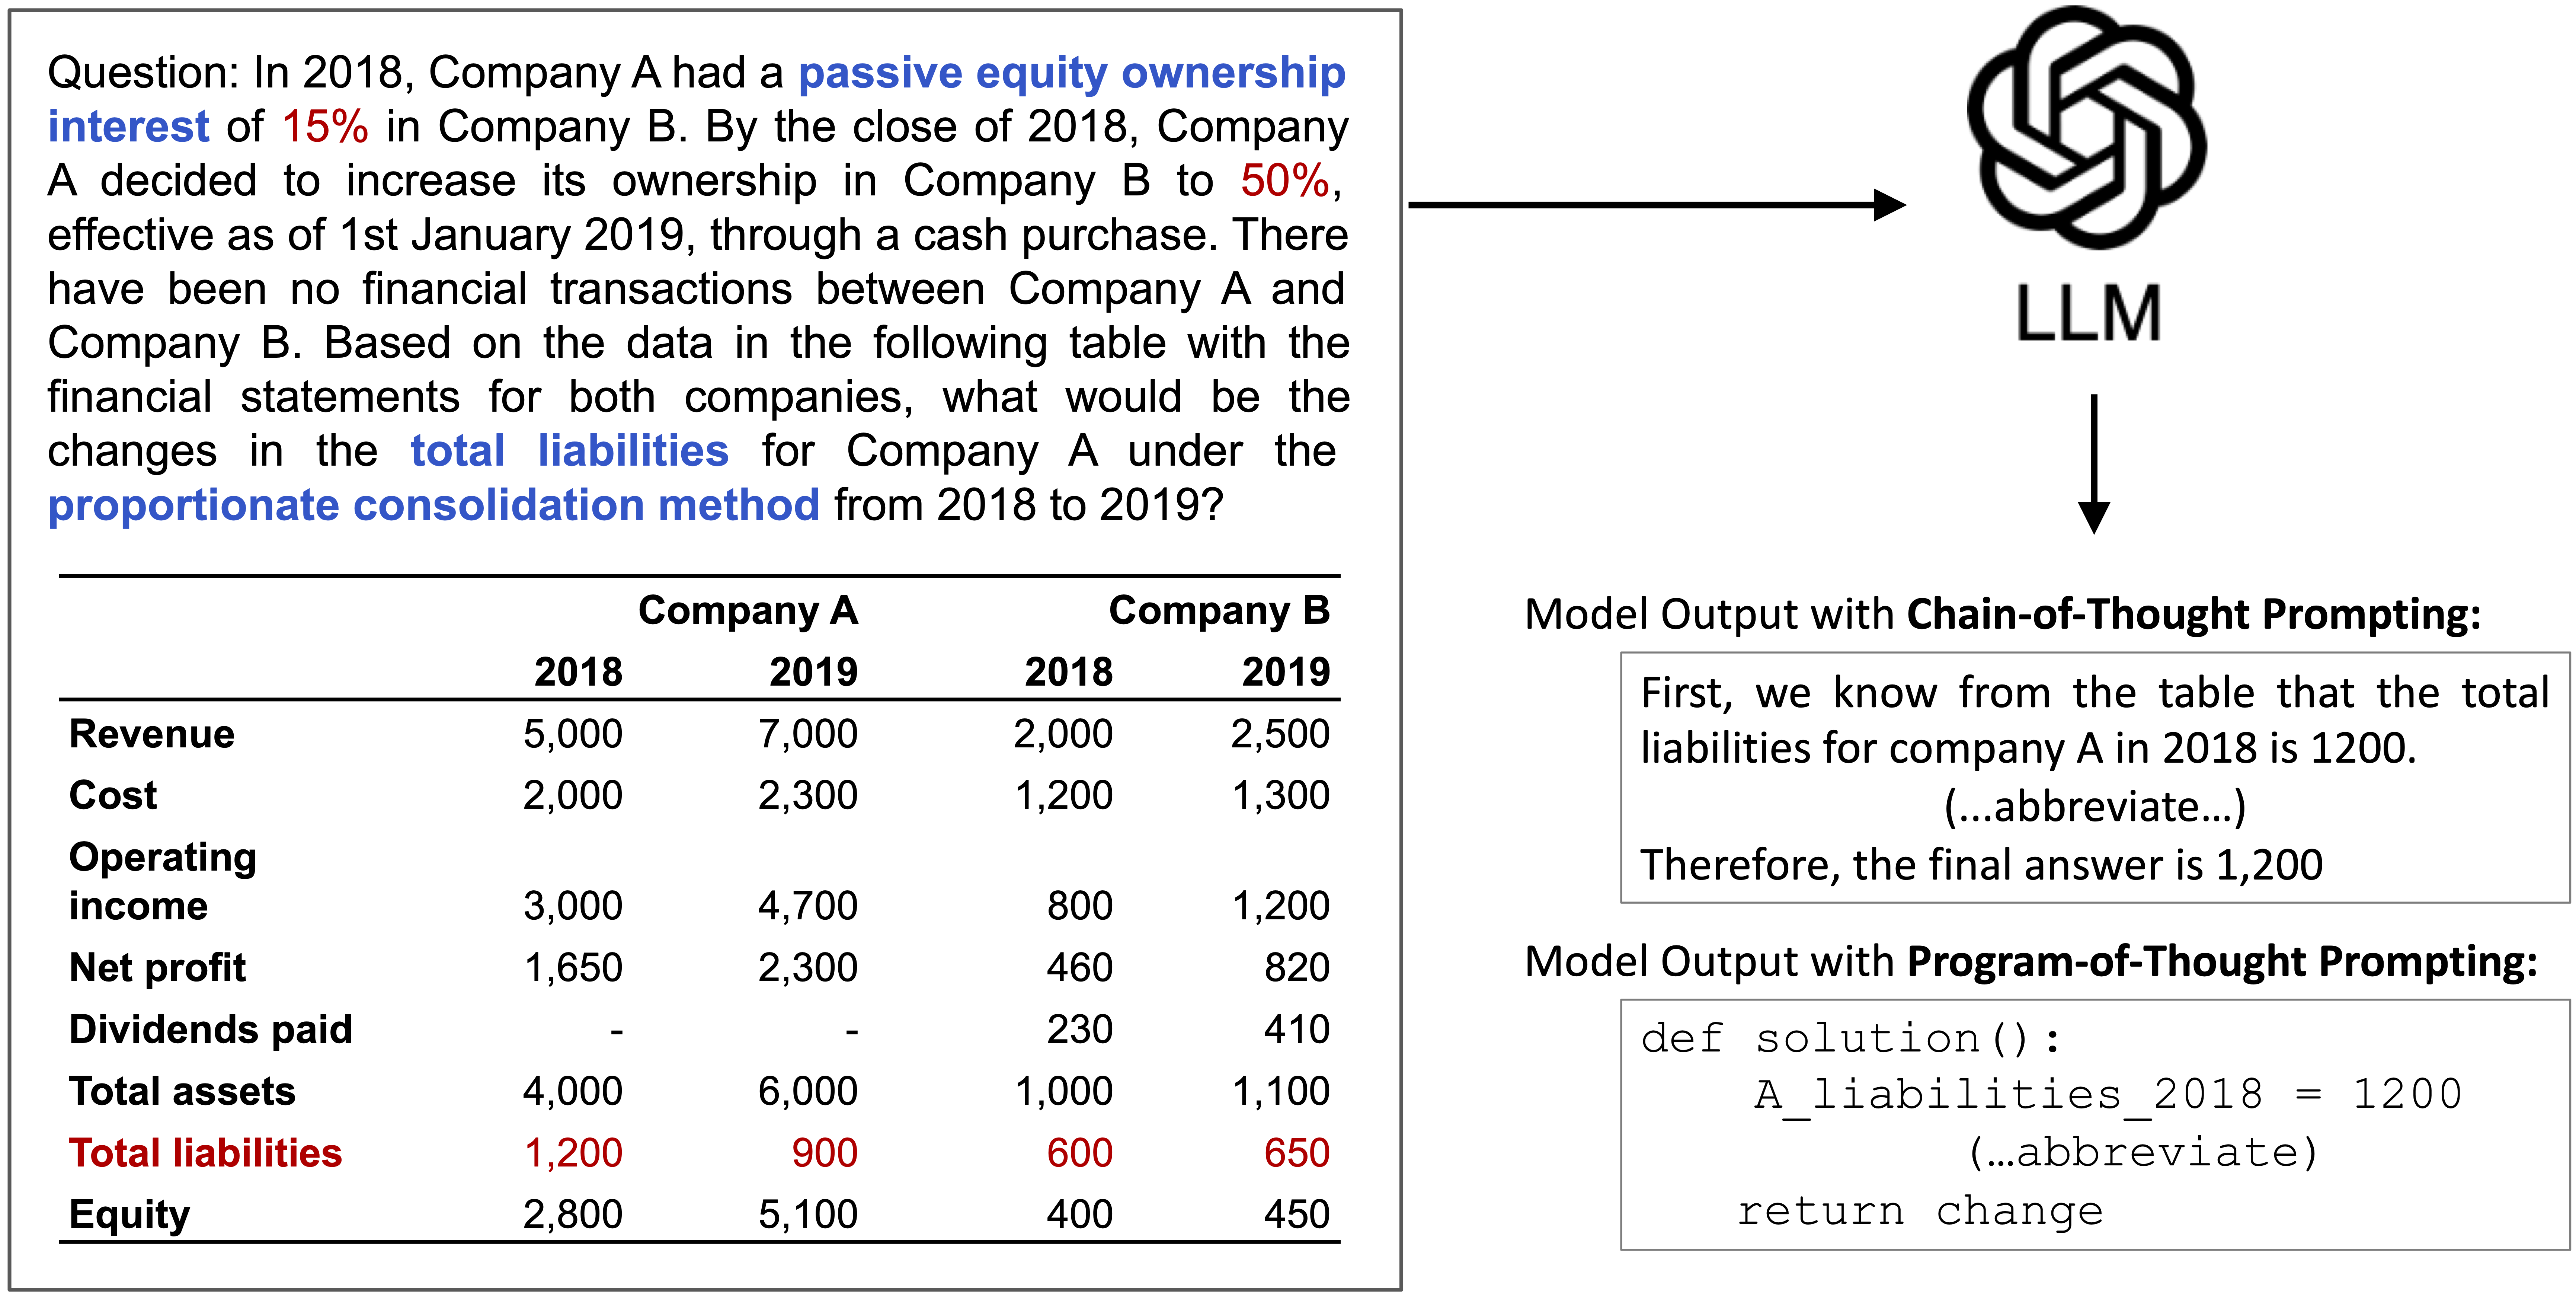 Question: In 2018, Company A had a passive equity ownership
interest of 15% in Company B. By the close of 2018, Company
A decided to increase its ownership in Company B to 50%,
effective as of 1st January 2019, through a cash purchase. There
have been no financial transactions between Company A and
Company B. Based on the data in the following table with the
financial statements for both companies, what would be the
changes in the total liabilities for Company A under the
proportionate consolidation method from 2018 to 2019?
Company A Company B
2018 2019 2018 2019
Revenue 5,000 7,000 2,000 2,500
Cost 2,000 2,300 1,200 1,300
Operating
income 3,000 4,700 800 1,200
Net profit 1,650 2,300 460 820
Dividends paid - - 230 410
Total assets 4,000 6,000 1,000 1,100
Total liabilities 1,200 900 600 650
Equity 2,800 5,100 400 450
LLM
Model Output with Chain-of-Thought Prompting:
First, we know from the table that the total
liabilities for company A in 2018 is 1200.
(...abbreviate...)
Therefore, the final answer is 1,200
Model Output with Program-of-Thought Prompting:
def solution():
A_liabilities_2018 = 1200
(…abbreviate)
return change